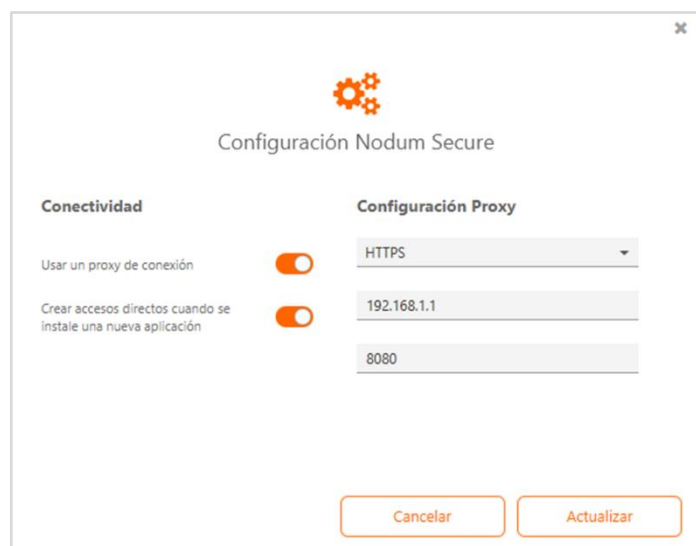 Configuración Nodum Secure
Conectividad
Usar un proxy de conexión
Crear accesos directos cuando se
instale una nueva aplicación
Configuración Proxy
HTTPS
192.168.1.1
8080
Cancelar
Actualizar